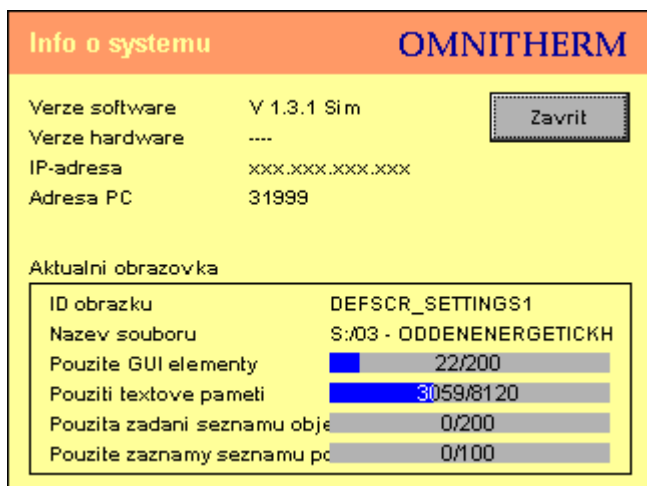 Info o systemu OMNITHERM
Verze software V 1.3.1 Sim Zavrit
Verze hardware ----
IP-adresa xxx.xxx.xxx.xxx
Adresa PC 31999
Aktualni obrazovka
ID obrazku DEFSCR_SETTINGS1
Nazev souboru S:/03 - ODDENENERGETICKH
Pouzite GUI elementy 22/200
Pouziti textove pameti 3059/8120
Pouzita zadani seznamu obje 0/200
Pouzite zaznamy seznamu po 0/100